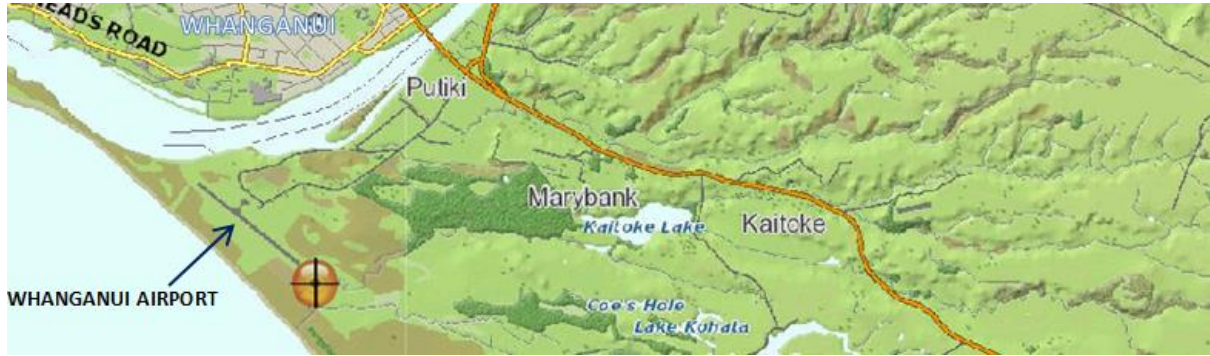 HEADS ROAD
WHANGANUI
Putiki
Marybank
Kaitoke Lake
Kaitoke
WHANGANUI AIRPORT
Coe's Hole
Lake Kohata